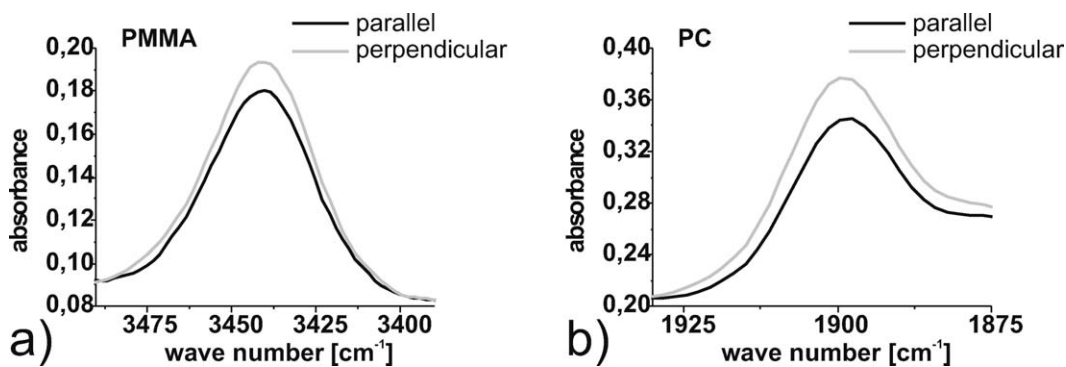 PMMA
parallel
perpendicular
0,20
0,18
0,16
0,14
0,12
0,10
0,08
absorbance
3475
3450
3425
3400
wave number [cm-1]
a)
PC
parallel
perpendicular
0,40
0,36
0,32
0,28
0,24
0,20
absorbance
1925
1900
1875
wave number [cm-1]
b)